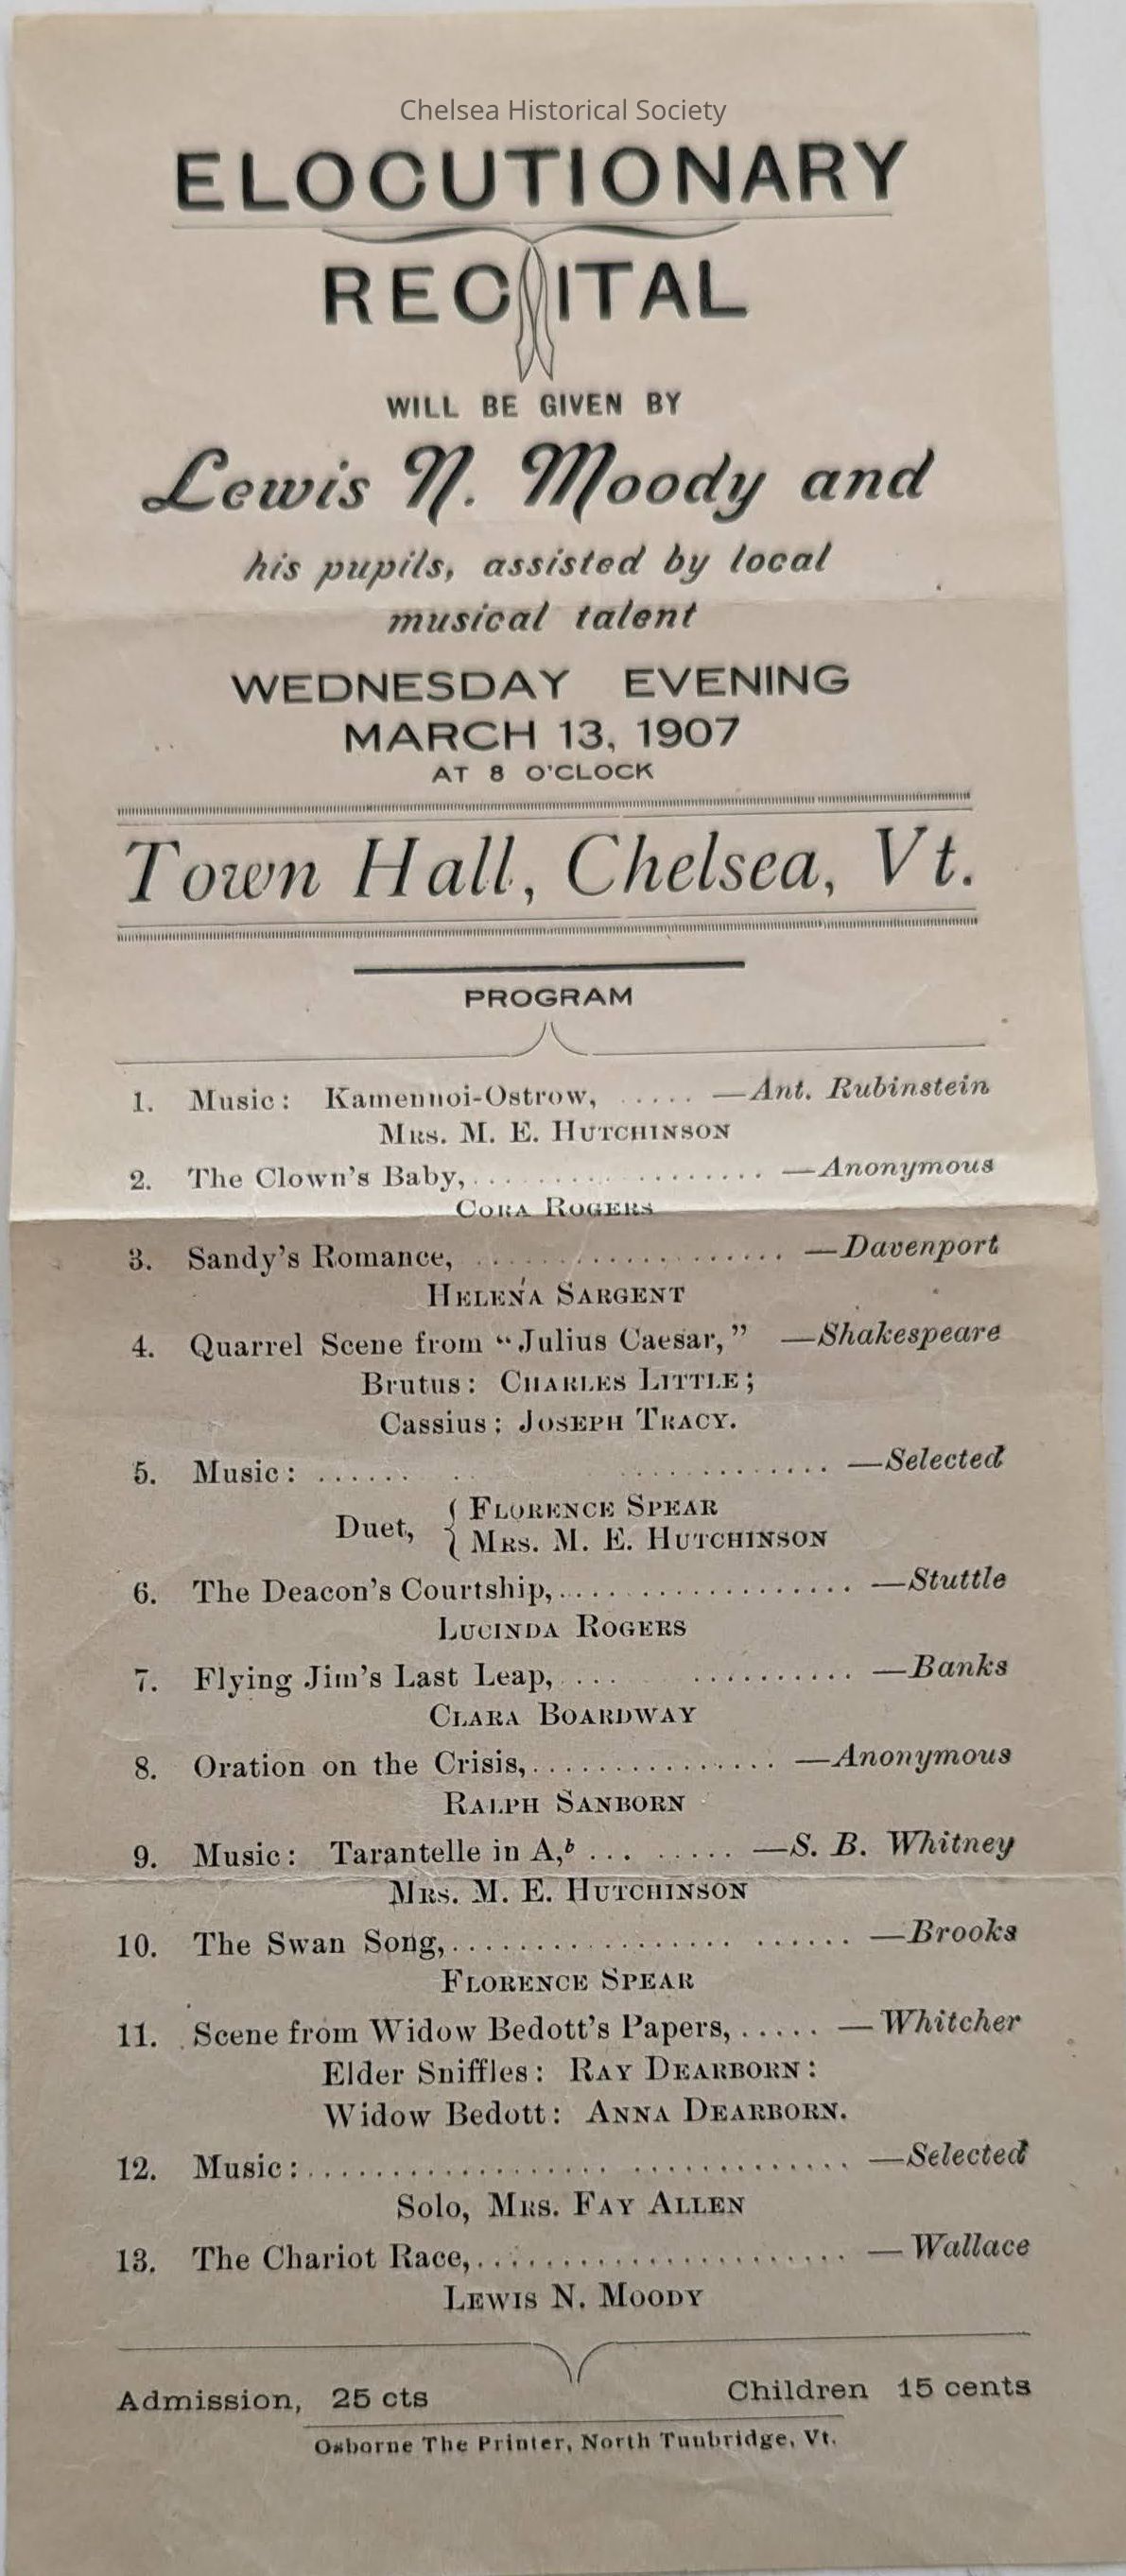 Chelsea Historical Society
ELOCUTIONARY
RECITAL
WILL BE GIVEN BY
Lewis N. Moody and
his pupils, assisted by local
musical talent
WEDNESDAY EVENING
MARCH 13, 1907
AT 8 O'CLOCK
Town Hall, Chelsea, Vt.
PROGRAM
1. Music: Kamennoi-Ostrow, ..... —Ant. Rubinstein
MRS. M. E. HUTCHINSON
2. The Clown's Baby, .................. —Anonymous
CORA ROGERS
3. Sandy's Romance, .................. —Davenport
HELENA SARGENT
4. Quarrel Scene from "Julius Caesar," —Shakespeare
Brutus: CHARLES LITTLE;
Cassius: JOSEPH TRACY.
5. Music: ...... ............. —Selected
Duet, { FLORENCE SPEAR
{ MRS. M. E. HUTCHINSON
6. The Deacon's Courtship, .................. —Stuttle
LUCINDA ROGERS
7. Flying Jim's Last Leap, .... .......... —Banks
CLARA BOARDWAY
8. Oration on the Crisis, ............... —Anonymous
RALPH SANBORN
9. Music: Tarantelle in A,b ... ..... —S. B. Whitney
MRS. M. E. HUTCHINSON
10. The Swan Song, ................. ...... —Brooks
FLORENCE SPEAR
11. Scene from Widow Bedott's Papers, ..... —Whitcher
Elder Sniffles: RAY DEARBORN:
Widow Bedott: ANNA DEARBORN.
12. Music: .................. ............. —Selected
Solo, MRS. FAY ALLEN
13. The Chariot Race, ...................... —Wallace
LEWIS N. MOODY
Admission, 25 cts Children 15 cents
Osborne The Printer, North Tunbridge, Vt.